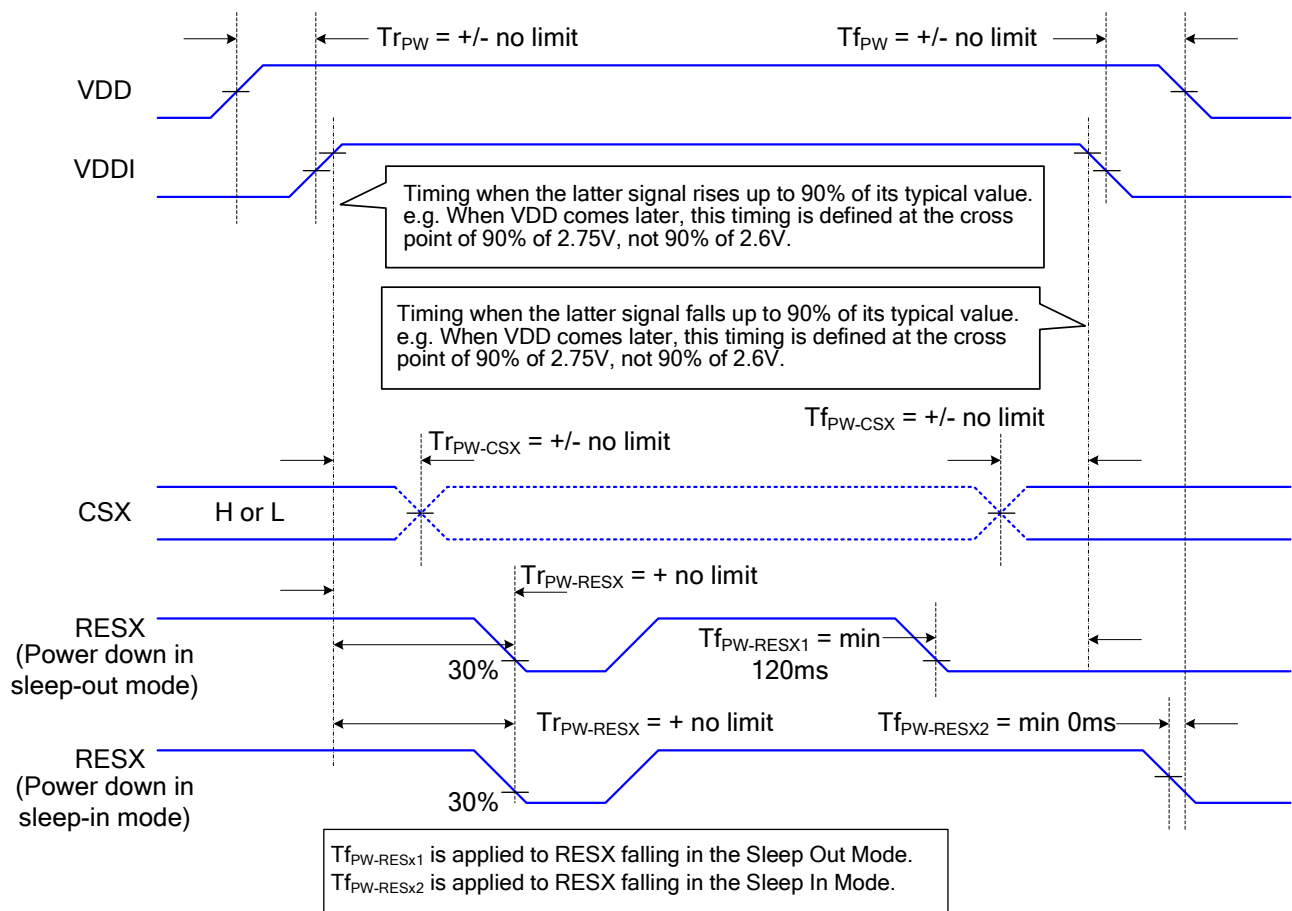 TrPW = +/- no limit
TfPW = +/- no limit
VDD
VDDI
Timing when the latter signal rises up to 90% of its typical value.
e.g. When VDD comes later, this timing is defined at the cross
point of 90% of 2.75V, not 90% of 2.6V.
Timing when the latter signal falls up to 90% of its typical value.
e.g. When VDD comes later, this timing is defined at the cross
point of 90% of 2.75V, not 90% of 2.6V.
TfPW-CSX = +/- no limit
TrPW-CSX = +/- no limit
CSX
H or L
TrPW-RESX = + no limit
RESX
(Power down in
sleep-out mode)
30%
TfPW-RESX1 = min
120ms
TrPW-RESX = + no limit
TfPW-RESX2 = min 0ms
RESX
(Power down in
sleep-in mode)
30%
TfPW-RESx1 is applied to RESX falling in the Sleep Out Mode.
TfPW-RESx2 is applied to RESX falling in the Sleep In Mode.